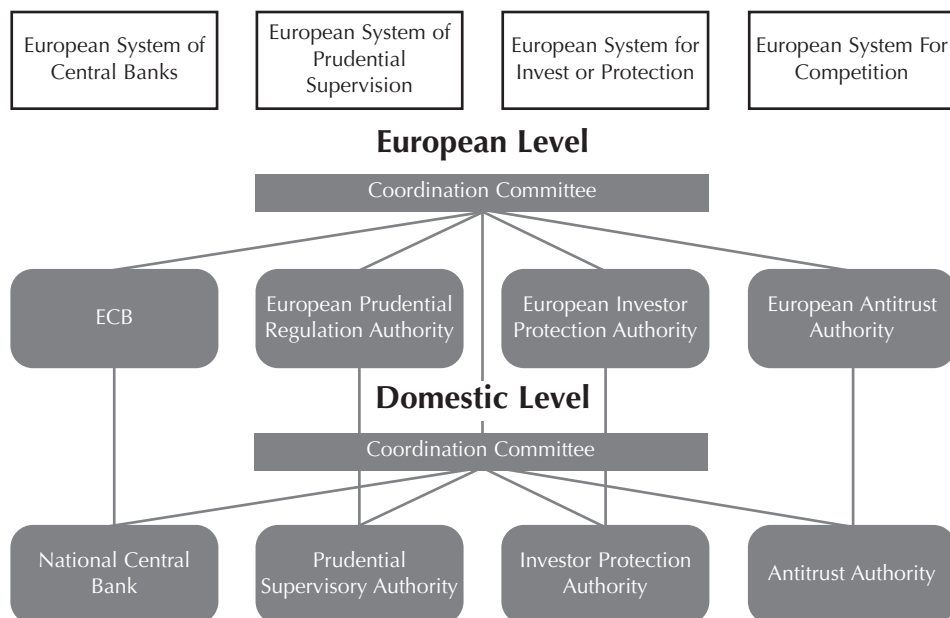 European System of
Central Banks
European System of
Prudential
Supervision
European System for
Invest or Protection
European System For
Competition
European Level
Coordination Committee
ECB
European Prudential
Regulation Authority
European Investor
Protection Authority
European Antitrust
Authority
Domestic Level
Coordination Committee
National Central
Bank
Prudential
Supervisory Authority
Investor Protection
Authority
Antitrust Authority